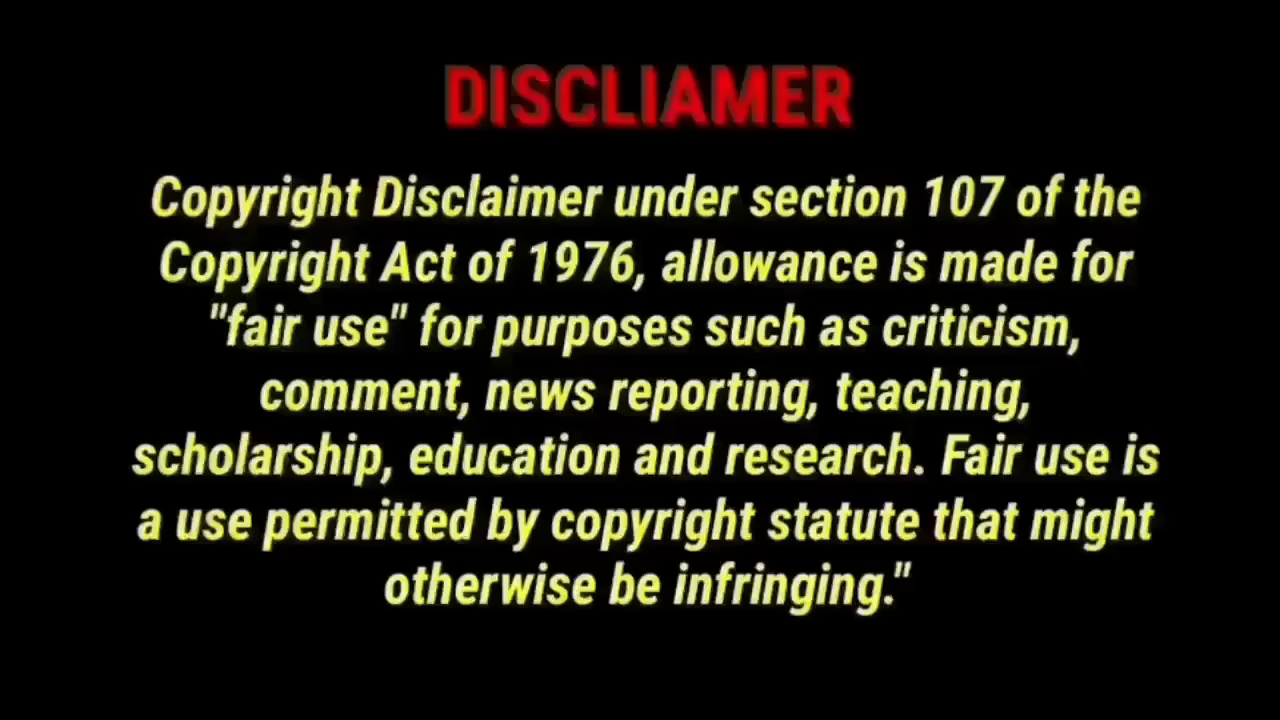 DISCLIAMER
Copyright Disclaimer under section 107 of the
Copyright Act of 1976, allowance is made for
"fair use" for purposes such as criticism,
comment, news reporting, teaching,
scholarship, education and research. Fair use is
a use permitted by copyright statute that might
otherwise be infringing."